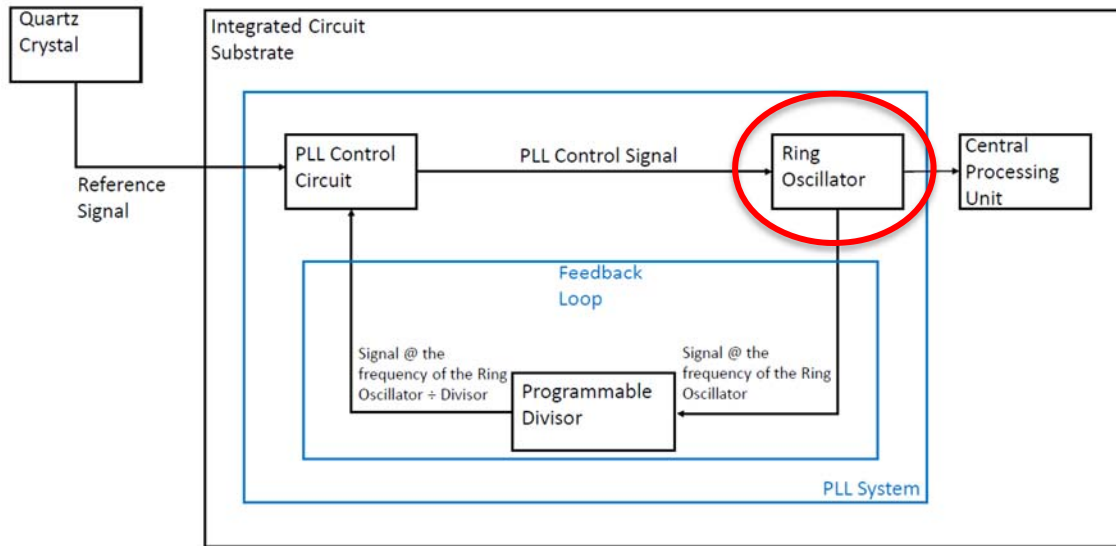 Quartz
Crystal
Integrated Circuit
Substrate
PLL Control
Circuit
PLL Control Signal
Ring
Oscillator
Central
Processing
Unit
Reference
Signal
Feedback
Loop
Signal @ the
frequency of the Ring
Oscillator ÷ Divisor
Programmable
Divisor
Signal @ the
frequency of the Ring
Oscillator
PLL System